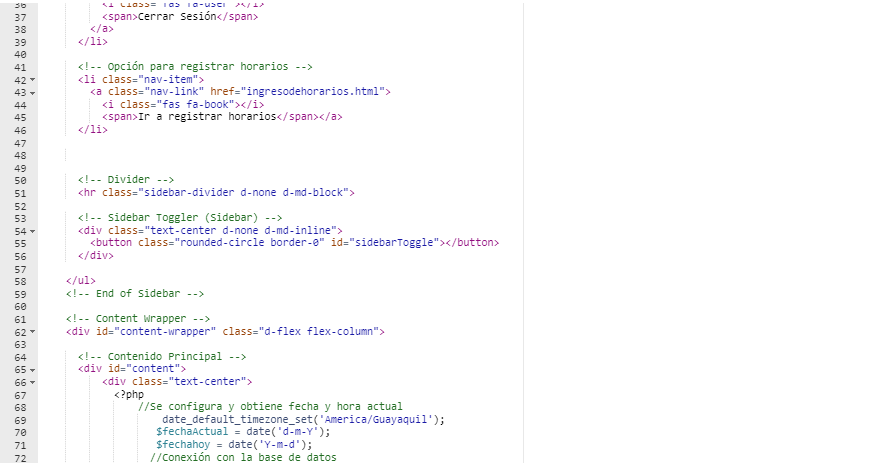 36 <i class="fas fa-user"></i>
37 <span>Cerrar Sesión</span>
38 </a>
39 </li>
40
41 <!-- Opción para registrar horarios -->
42 <li class="nav-item">
43 <a class="nav-link" href="ingresodehorarios.html">
44 <i class="fas fa-book"></i>
45 <span>Ir a registrar horarios</span></a>
46 </li>
47
48
49
50 <!-- Divider -->
51 <hr class="sidebar-divider d-none d-md-block">
52
53 <!-- Sidebar Toggler (Sidebar) -->
54 <div class="text-center d-none d-md-inline">
55 <button class="rounded-circle border-0" id="sidebarToggle"></button>
56 </div>
57
58 </ul>
59 <!-- End of Sidebar -->
60
61 <!-- Content Wrapper -->
62 <div id="content-wrapper" class="d-flex flex-column">
63
64 <!-- Contenido Principal -->
65 <div id="content">
66 <div class="text-center">
67 <?php
68 //Se configura y obtiene fecha y hora actual
69 date_default_timezone_set('America/Guayaquil');
70 $fechaActual = date('d-m-Y');
71 $fechahoy = date('Y-m-d');
72 //Conexión con la base de datos